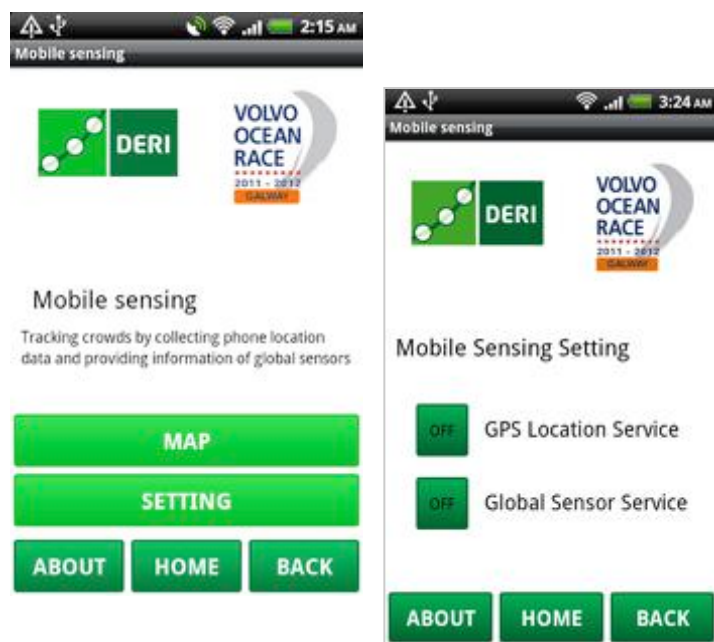 2:15 AM
Mobile sensing
DERI
VOLVO
OCEAN
RACE
2011 - 2012
GALWAY
Mobile sensing
Tracking crowds by collecting phone location
data and providing information of global sensors
MAP
SETTING
ABOUT HOME BACK
3:24 AM
Mobile sensing
DERI
VOLVO
OCEAN
RACE
2011 - 2012
GALWAY
Mobile Sensing Setting
OFF GPS Location Service
OFF Global Sensor Service
ABOUT HOME BACK